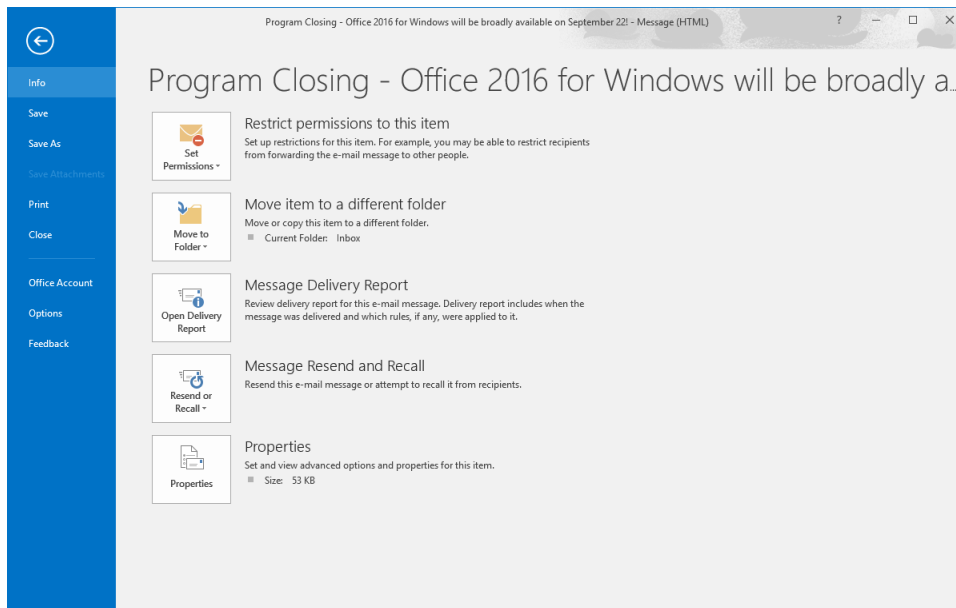 Program Closing - Office 2016 for Windows will be broadly available on September 22! - Message (HTML)
?
Info
Save
Save As
Save Attachments
Print
Close
Office Account
Options
Feedback
Program Closing - Office 2016 for Windows will be broadly a...
Set
Permissions
Restrict permissions to this item
Set up restrictions for this item. For example, you may be able to restrict recipients
from forwarding the e-mail message to other people.
Move to
Folder
Move item to a different folder
Move or copy this item to a different folder.
Current Folder: Inbox
Open Delivery
Report
Message Delivery Report
Review delivery report for this e-mail message. Delivery report includes when the
message was delivered and which rules, if any, were applied to it.
Resend or
Recall
Message Resend and Recall
Resend this e-mail message or attempt to recall it from recipients.
Properties
Properties
Set and view advanced options and properties for this item.
Size: 53 KB